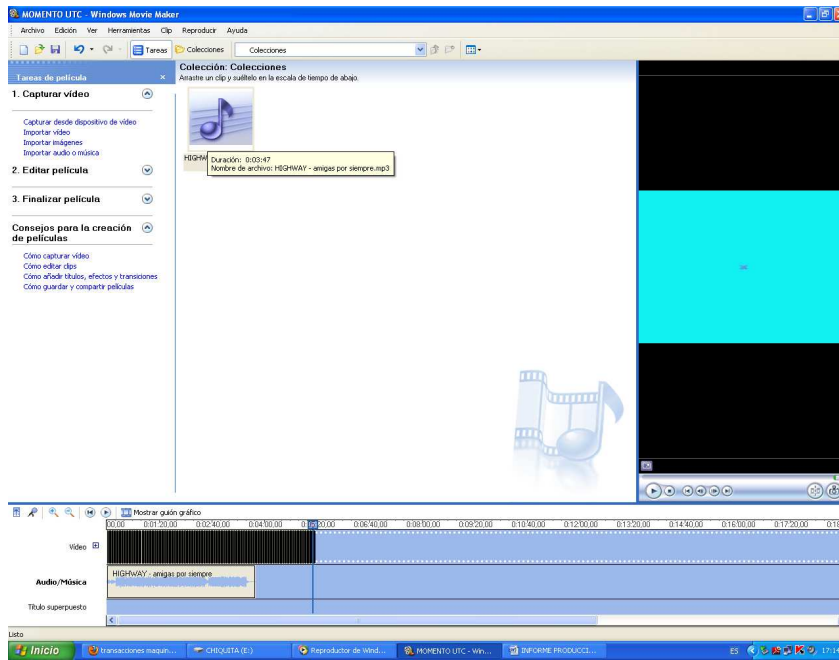 MOMENTO UTC - Windows Movie Maker
Archivo Edición Ver Herramientas Clip Reproducir Ayuda
Tareas Colecciones Colecciones
Tareas de película
Colección: Colecciones
Arrastre un clip y suéltelo en la escala de tiempo de abajo.
1. Capturar vídeo
Capturar desde dispositivo de vídeo
Importar vídeo
Importar imágenes
Importar audio o música
2. Editar película
3. Finalizar película
Consejos para la creación
de películas
Cómo capturar vídeo
Cómo editar clips
Cómo añadir títulos, efectos y transiciones
Cómo guardar y compartir películas
Duración: 0:03:47
Nombre de archivo: HIGHWAY - amigas por siempre.mp3
Mostrar guión gráfico
00,00 0:01:20,00 0:02:40,00 0:04:00,00 0:06:40,00 0:08:00,00 0:09:20,00 0:10:40,00 0:12:00,00 0:13:20,00 0:14:40,00 0:16:00,00 0:17:20,00
Vídeo
HIGHWAY - amigas por siempre
Audio/Música
Título superpuesto
Listo
Inicio transacciones maquin... CHIQUITA (E:) Reproductor de Wind... MOMENTO UTC - Win... INFORME PRODUCCI... ES